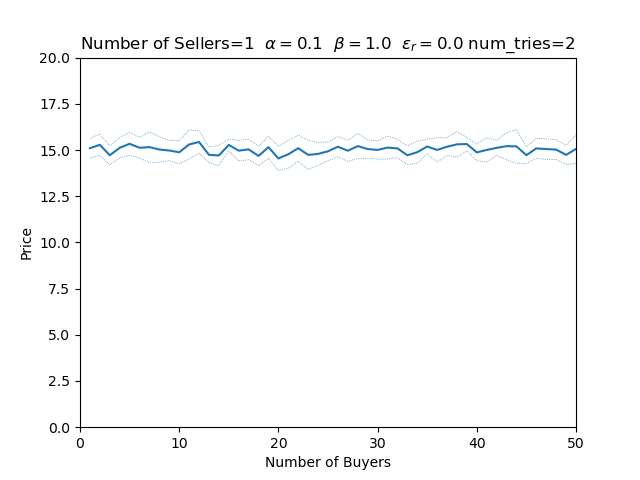 Number of Sellers=1 α = 0.1 β = 1.0 εr = 0.0 num_tries=2
20.0
17.5
15.0
12.5
10.0
7.5
5.0
2.5
0.0
Price
0 10 20 30 40 50
Number of Buyers